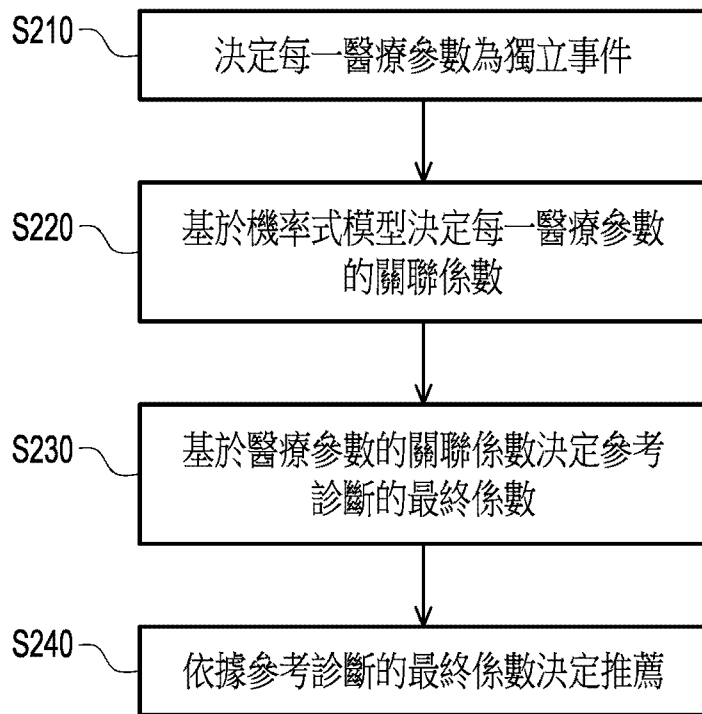 S210
決定每一醫療參數為獨立事件
S220
基於機率式模型決定每一醫療參數
的關聯係數
S230
基於醫療參數的關聯係數決定參考
診斷的最終係數
S240
依據參考診斷的最終係數決定推薦